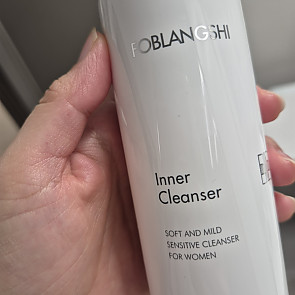 FOBLANGSHI
Inner
Cleanser
SOFT AND MILD
SENSITIVE CLEANSER
FOR WOMEN